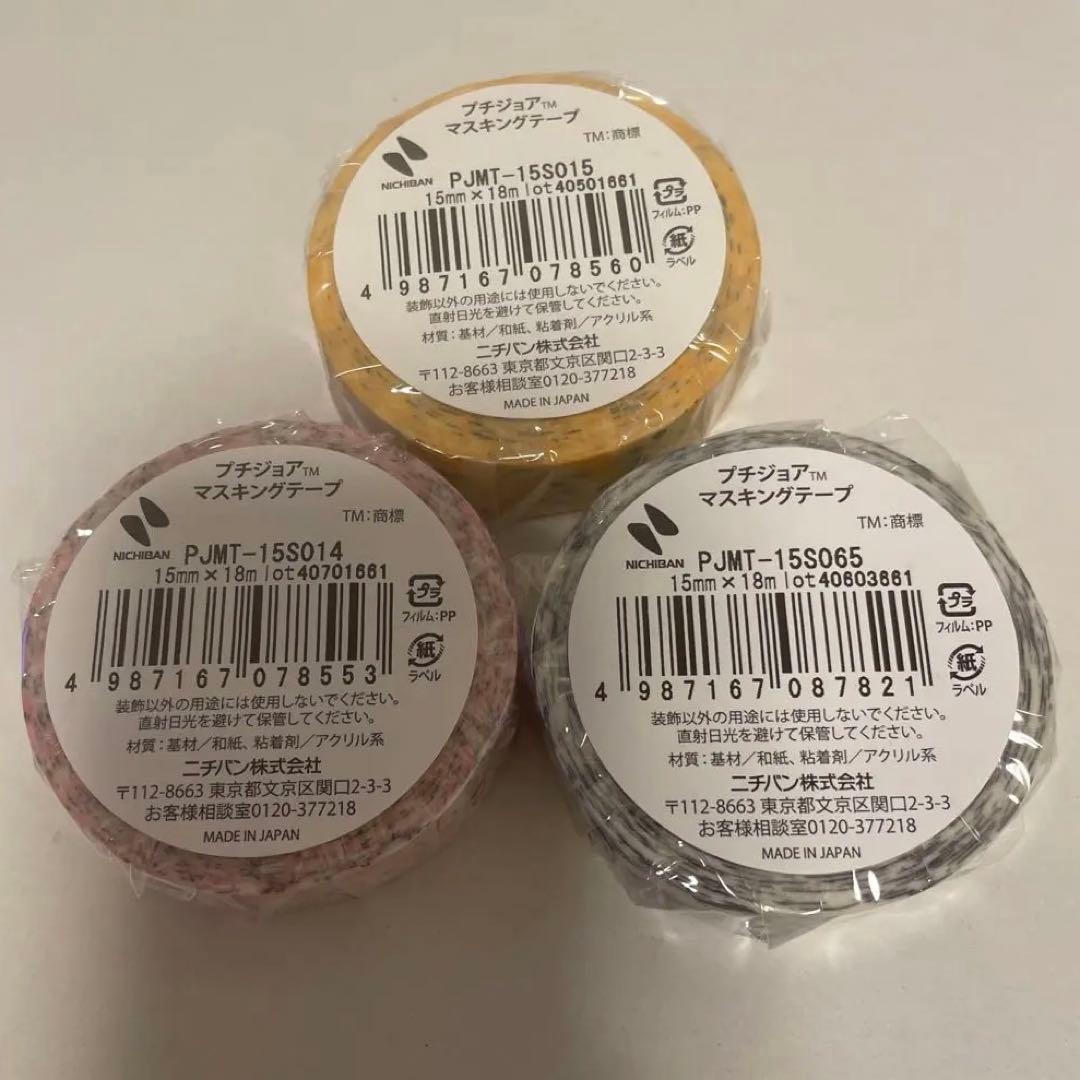 プチジョア™
マスキングテープ
TM:商標
NICHIBAN
PJMT-15S015
15mm×18m lot40501661
プラ
フィルム:PP
紙
ラベル
4 987167 078560
装飾以外の用途には使用しないでください。
直射日光を避けて保管してください。
材質:基材/和紙、粘着剤/アクリル系
ニチバン株式会社
〒112-8663 東京都文京区関口2-3-3
お客様相談室0120-377218
MADE IN JAPAN
プチジョア™
マスキングテープ
TM:商標
NICHIBAN
PJMT-15S014
15mm×18m lot40701661
プラ
フィルム:PP
紙
ラベル
4 987167 078553
装飾以外の用途には使用しないでください。
直射日光を避けて保管してください。
材質:基材/和紙、粘着剤/アクリル系
ニチバン株式会社
〒112-8663 東京都文京区関口2-3-3
お客様相談室0120-377218
MADE IN JAPAN
プチジョア™
マスキングテープ
TM:商標
NICHIBAN
PJMT-15S065
15mm×18m lot40603661
プラ
フィルム:PP
紙
ラベル
4 987167 087821
装飾以外の用途には使用しないでください。
直射日光を避けて保管してください。
材質:基材/和紙、粘着剤/アクリル系
ニチバン株式会社
〒112-8663 東京都文京区関口2-3-3
お客様相談室0120-377218
MADE IN JAPAN